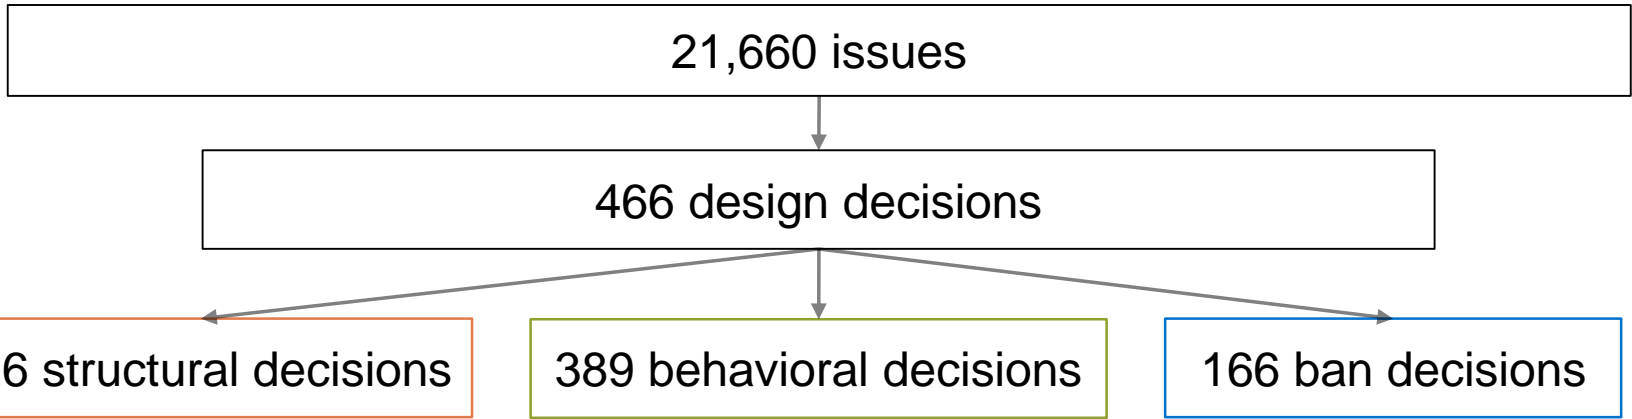 21,660 issues
466 design decisions
6 structural decisions
389 behavioral decisions
166 ban decisions